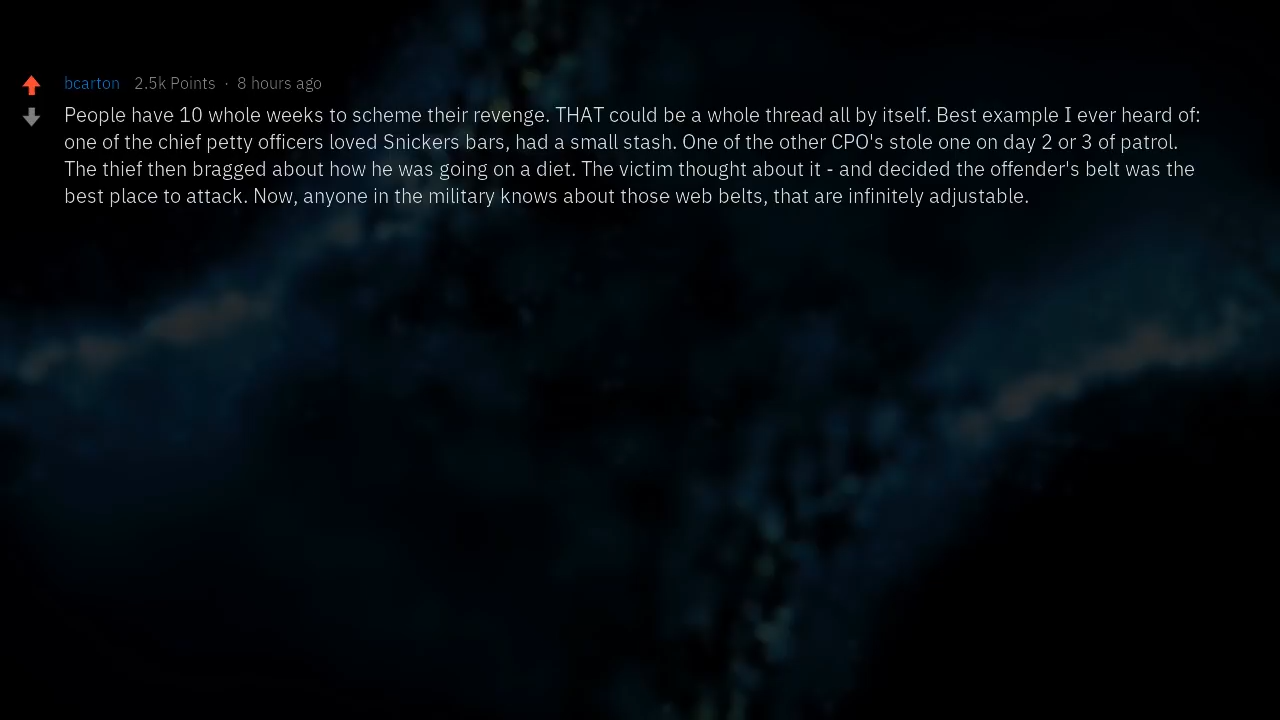 bcarton 2.5k Points · 8 hours ago
People have 10 whole weeks to scheme their revenge. THAT could be a whole thread all by itself. Best example I ever heard of:
one of the chief petty officers loved Snickers bars, had a small stash. One of the other CPO's stole one on day 2 or 3 of patrol.
The thief then bragged about how he was going on a diet. The victim thought about it - and decided the offender's belt was the
best place to attack. Now, anyone in the military knows about those web belts, that are infinitely adjustable.